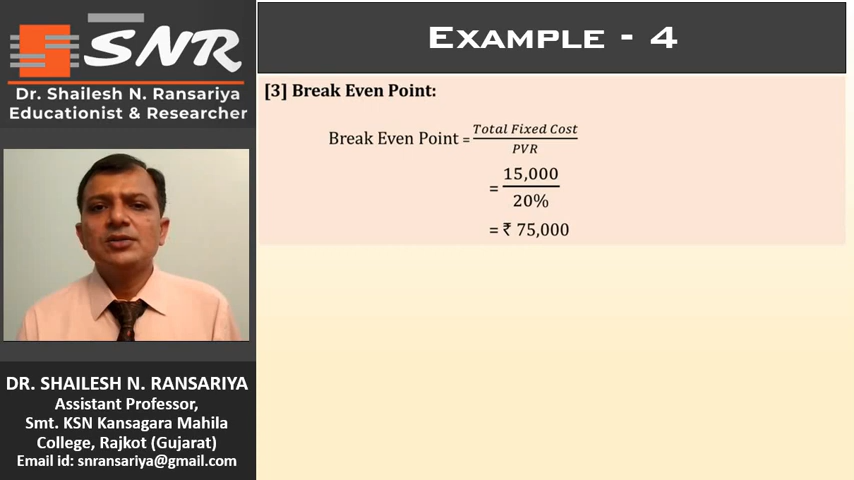 SNR
Dr. Shailesh N. Ransariya
Educationist & Researcher
DR. SHAILESH N. RANSARIYA
Assistant Professor,
Smt. KSN Kansagara Mahila
College, Rajkot (Gujarat)
Email id: snransariya@gmail.com
EXAMPLE - 4
[3] Break Even Point:
Break Even Point = Total Fixed Cost / PVR
= 15,000 / 20%
= ₹ 75,000